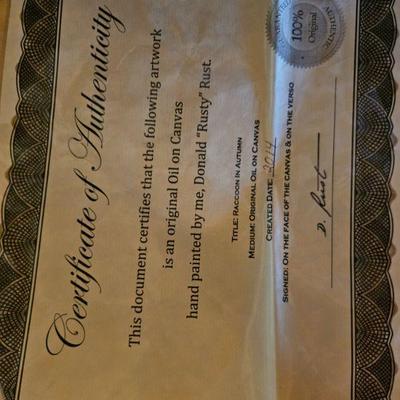 Certificate of Authenticity
100%
Original
AUTHENTIC
This document certifies that the following artwork
is an original Oil on Canvas
hand painted by me, Donald "Rusty" Rust.
Title: Raccoon in Autumn
Medium: Original Oil on Canvas
Created Date: 2014
Signed: On the face of the canvas & on the verso
D. Rust